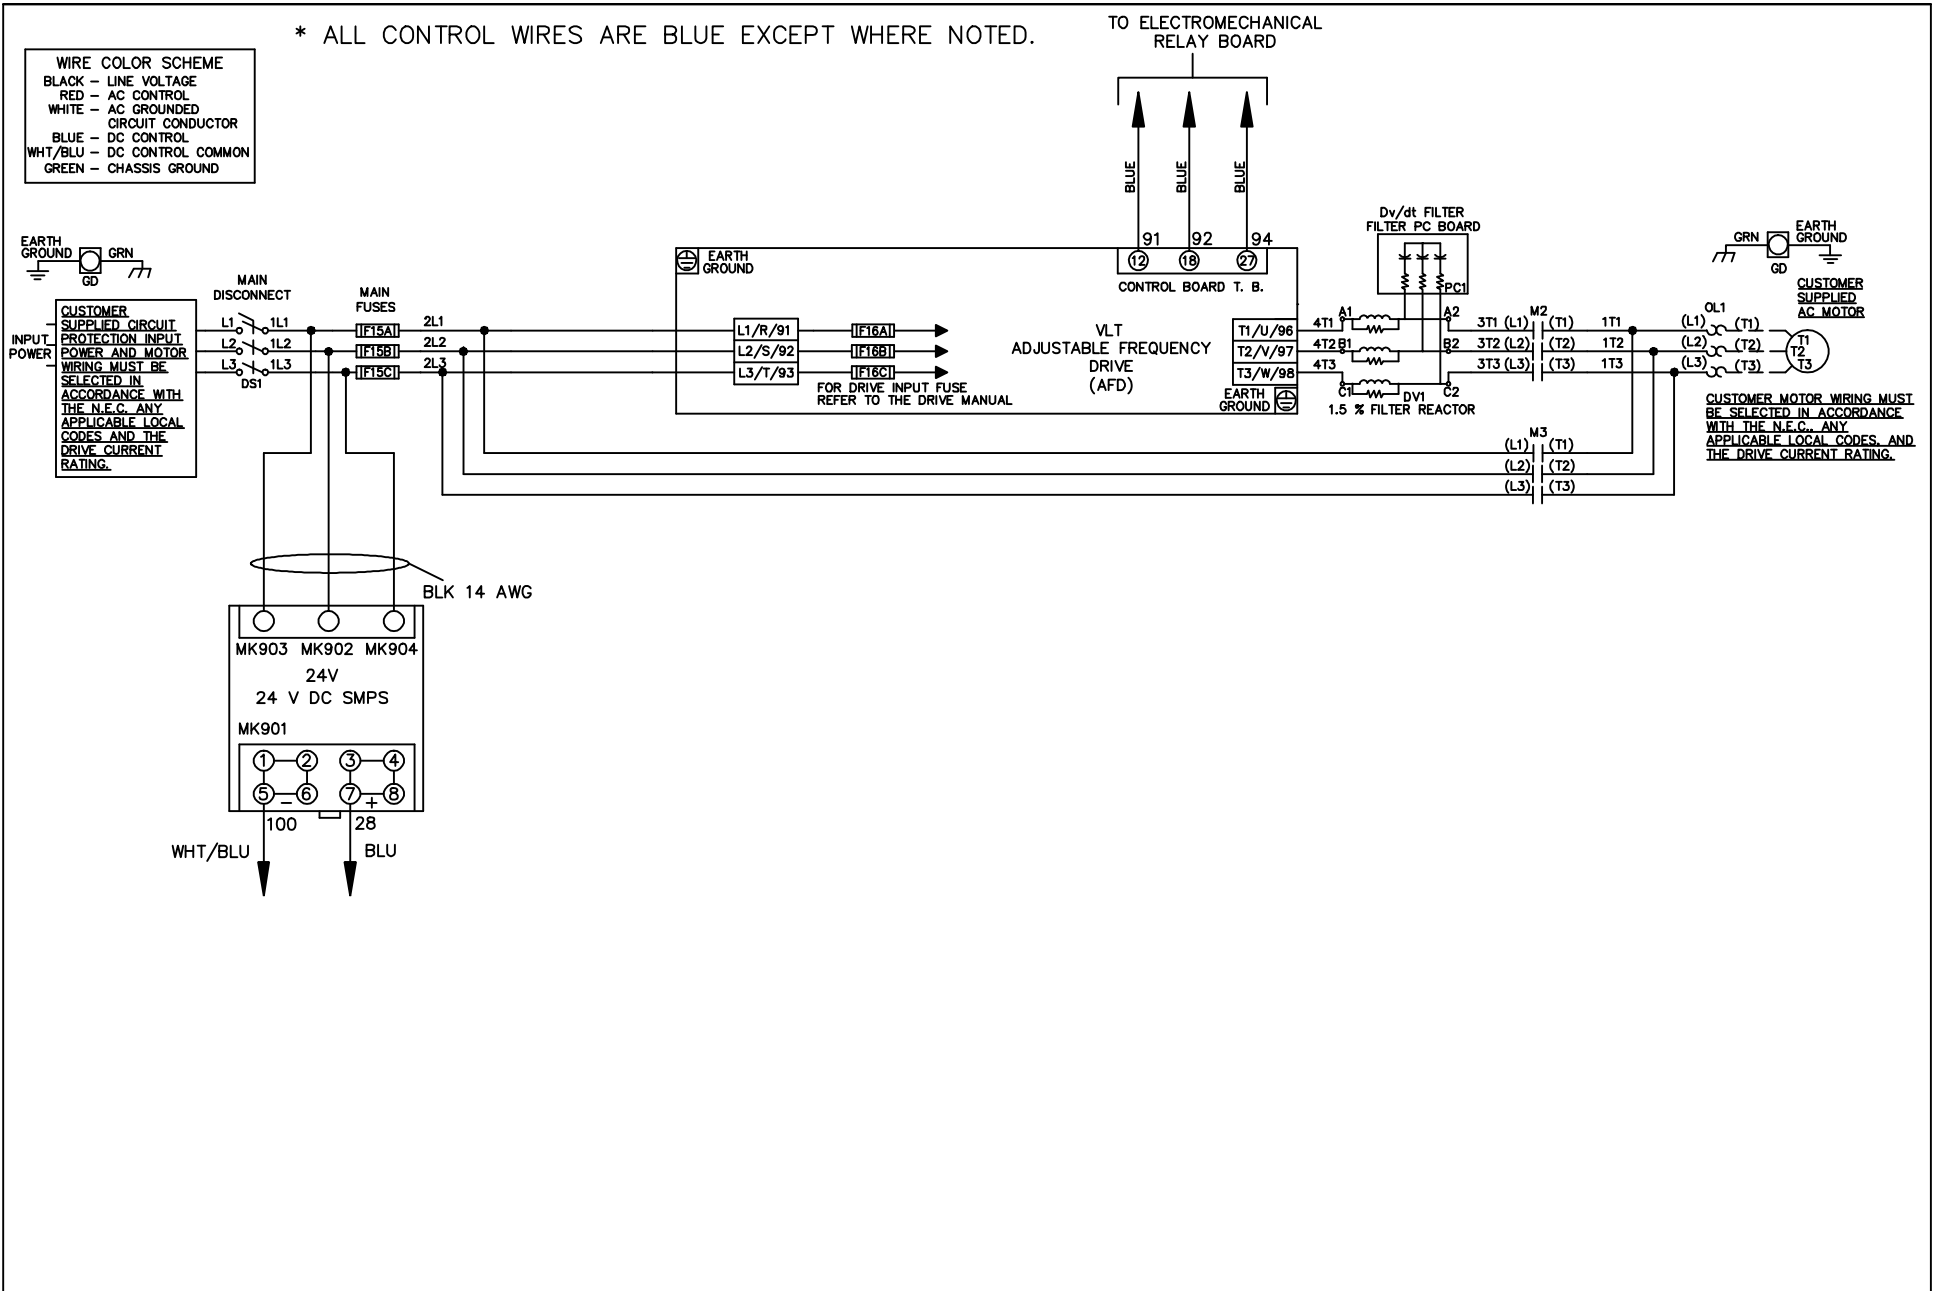 * ALL CONTROL WIRES ARE BLUE EXCEPT WHERE NOTED.
TO ELECTROMECHANICAL
RELAY BOARD
WIRE COLOR SCHEME
BLACK – LINE VOLTAGE
RED – AC CONTROL
WHITE – AC GROUNDED
CIRCUIT CONDUCTOR
BLUE – DC CONTROL
WHT/BLU – DC CONTROL COMMON
GREEN – CHASSIS GROUND
BLUE
BLUE
BLUE
91 92 94
12 18 27
CONTROL BOARD T. B.
EARTH
GROUND
GRN
GD
INPUT
POWER
CUSTOMER
SUPPLIED CIRCUIT
PROTECTION INPUT
POWER AND MOTOR
WIRING MUST BE
SELECTED IN
ACCORDANCE WITH
THE N.E.C. ANY
APPLICABLE LOCAL
CODES AND THE
DRIVE CURRENT
RATING.
MAIN
DISCONNECT
L1 1L1
L2 1L2
L3 1L3
DS1
MAIN
FUSES
F15A
F15B
F15C
2L1
2L2
2L3
EARTH
GROUND
L1/R/91
L2/S/92
L3/T/93
F16A
F16B
F16C
FOR DRIVE INPUT FUSE
REFER TO THE DRIVE MANUAL
VLT
ADJUSTABLE FREQUENCY
DRIVE
(AFD)
T1/U/96
T2/V/97
T3/W/98
EARTH
GROUND
Dv/dt FILTER
FILTER PC BOARD
PC1
4T1 A1 A2
4T2 B1 B2
4T3 C1 C2
DV1
1.5 % FILTER REACTOR
M2
3T1 (L1) (T1) 1T1
3T2 (L2) (T2) 1T2
3T3 (L3) (T3) 1T3
M3
(L1) (T1)
(L2) (T2)
(L3) (T3)
OL1
(L1) (T1)
(L2) (T2)
(L3) (T3)
GRN
EARTH
GROUND
GD
CUSTOMER
SUPPLIED
AC MOTOR
T1
T2
T3
CUSTOMER MOTOR WIRING MUST
BE SELECTED IN ACCORDANCE
WITH THE N.E.C., ANY
APPLICABLE LOCAL CODES, AND
THE DRIVE CURRENT RATING.
BLK 14 AWG
MK903 MK902 MK904
24V
24 V DC SMPS
MK901
1 2 3 4
5 6 7 8
– +
100 28
WHT/BLU BLU